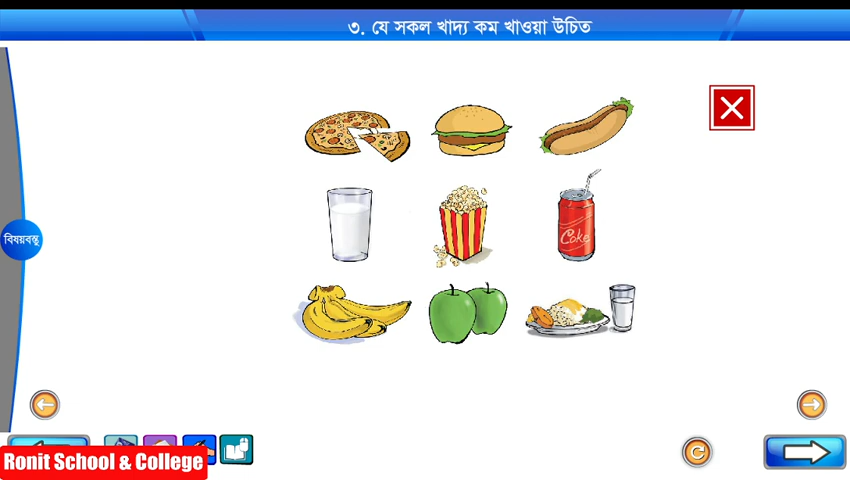 ৩. যে সকল খাদ্য কম খাওয়া উচিত
Coke
বিষয়বস্তু
Ronit School & College